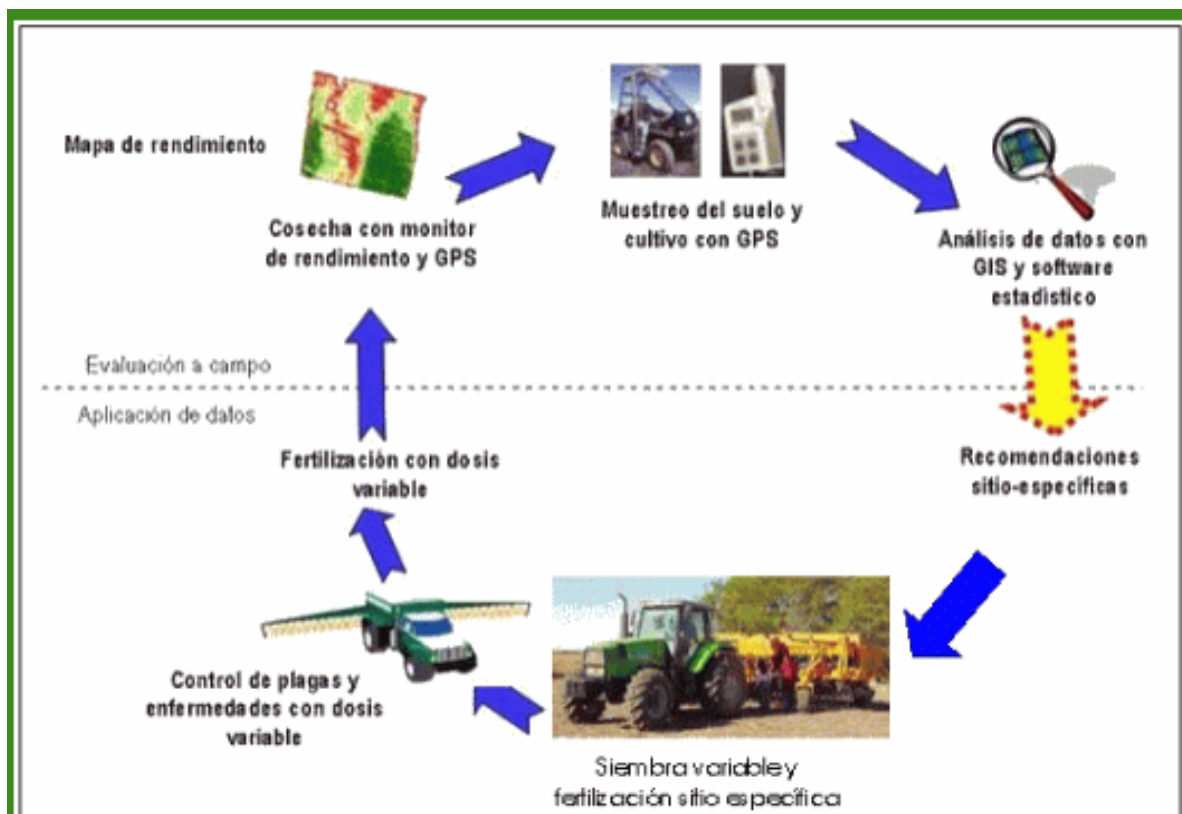 Mapa de rendimiento
Cosecha con monitor
de rendimiento y GPS
Muestreo del suelo y
cultivo con GPS
Análisis de datos con
GIS y software
estadístico
Evaluación a campo
Aplicación de datos
Recomendaciones
sitio-específicas
Fertilización con dosis
variable
Control de plagas y
enfermedades con dosis
variable
Siembra variable y
fertilización sitio específica